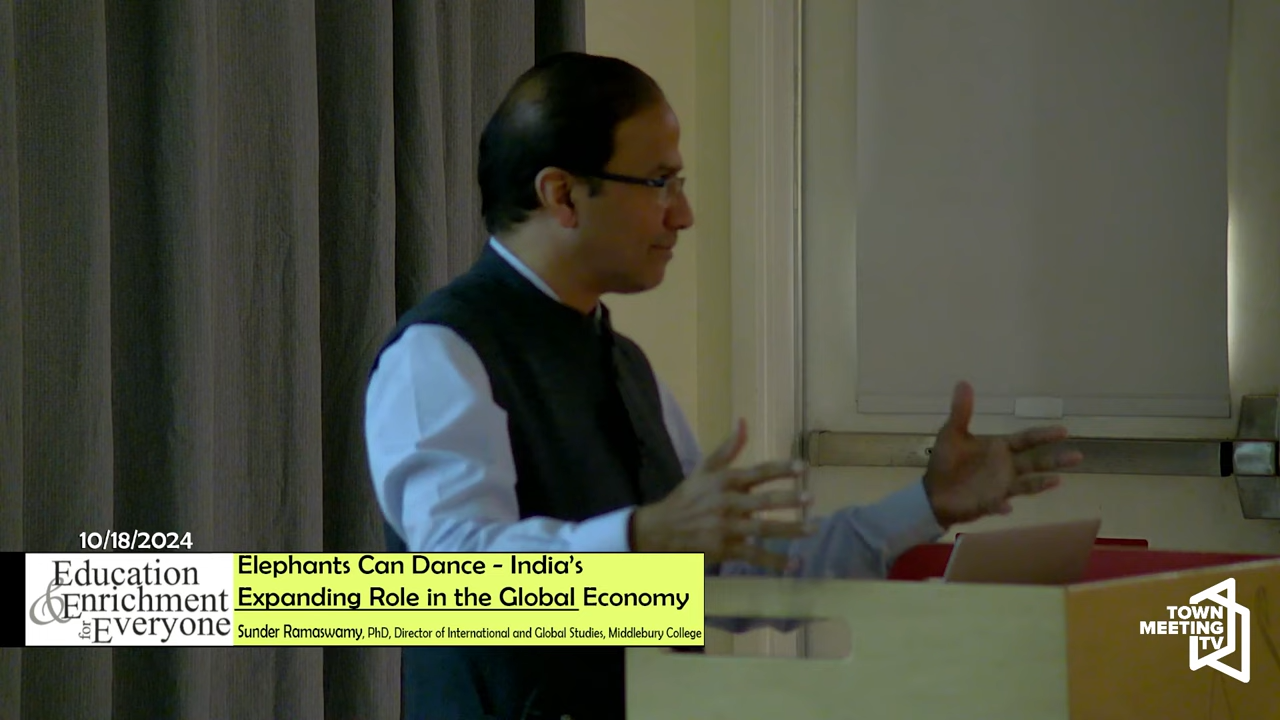 10/18/2024
Education
& Enrichment
for Everyone
Elephants Can Dance - India's
Expanding Role in the Global Economy
Sunder Ramaswamy, PhD, Director of International and Global Studies, Middlebury College
TOWN
MEETING
TV